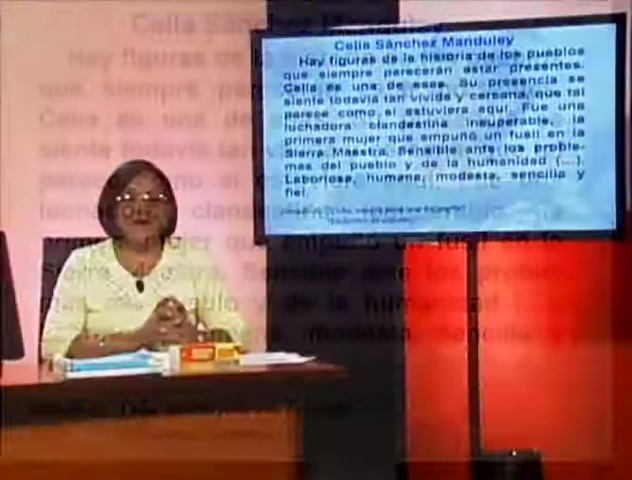 Celia Sánchez Manduley
Hay figuras de la historia de los pueblos
que siempre parecerán estar presentes.
Celia es una de esas. Su presencia se
siente todavía tan vívida y cercana, que tal
parece como si estuviera aquí. Fue una
luchadora clandestina insuperable, la
primera mujer que empuñó un fusil en la
Sierra Maestra. Sensible ante los proble-
mas del pueblo y de la humanidad (...).
Laboriosa, humana, modesta, sencilla y
fiel.